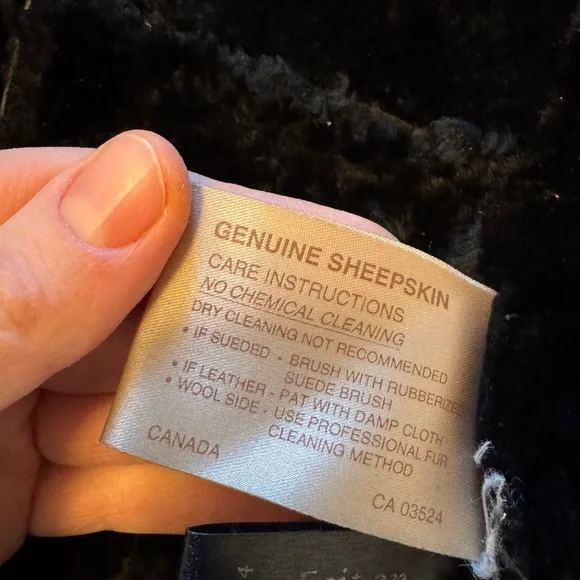 GENUINE SHEEPSKIN
CARE INSTRUCTIONS
NO CHEMICAL CLEANING
DRY CLEANING NOT RECOMMENDED
• IF SUEDED - BRUSH WITH RUBBERIZE
SUEDE BRUSH
• IF LEATHER - PAT WITH DAMP CLOTH
• WOOL SIDE - USE PROFESSIONAL FUR
CLEANING METHOD
CANADA
CA 03524